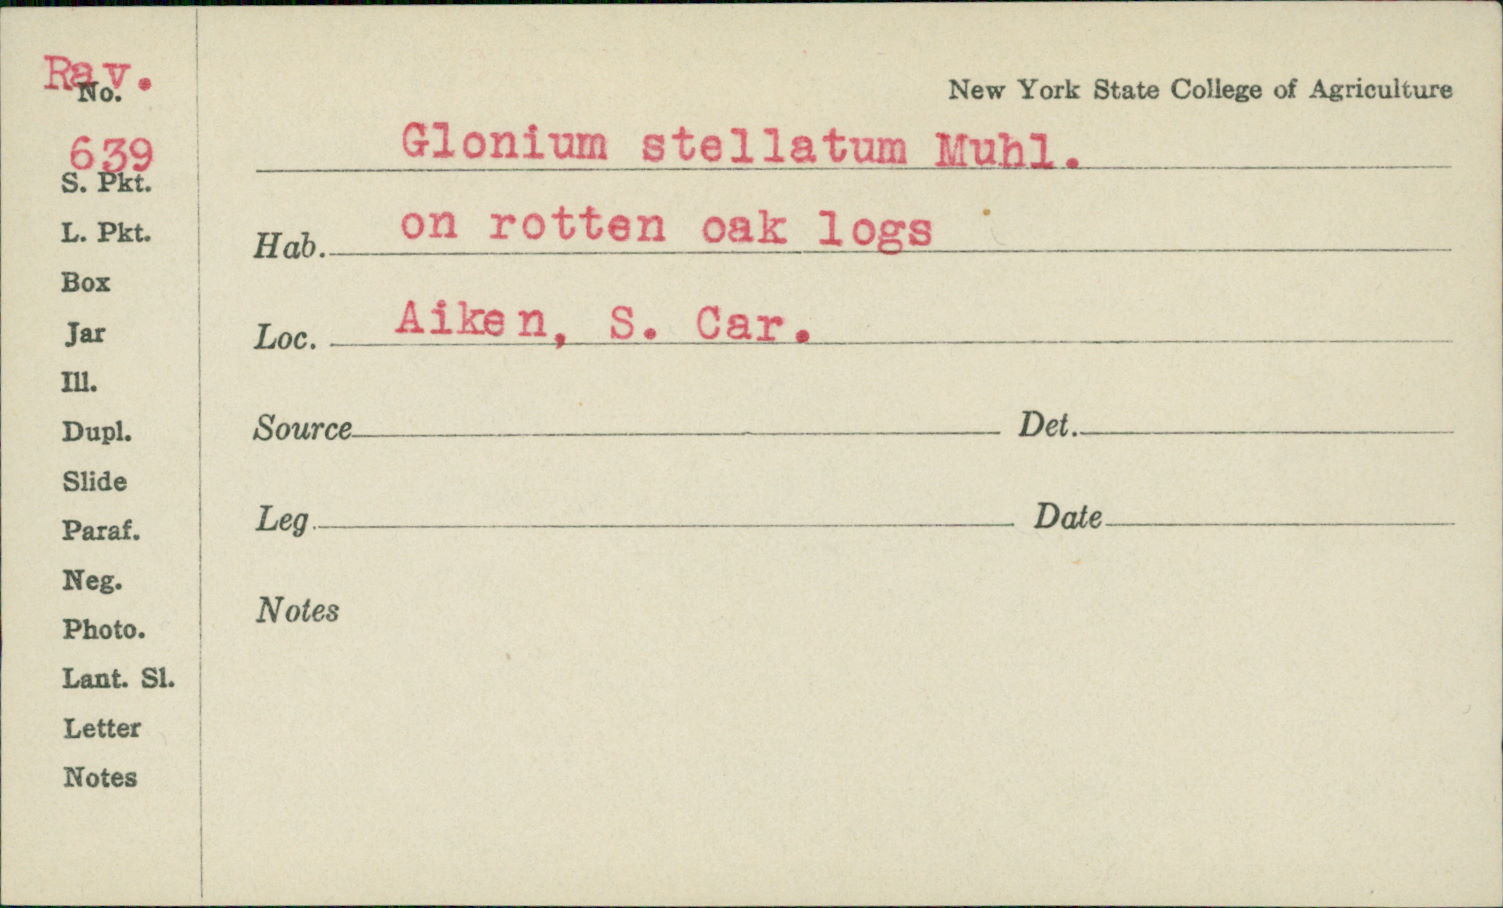 Rav.
No.
639
S. Pkt.
L. Pkt.
Box
Jar
Ill.
Dupl.
Slide
Paraf.
Neg.
Photo.
Lant. Sl.
Letter
Notes
New York State College of Agriculture
Glonium stellatum Muhl.
Hab. on rotten oak logs
Loc. Aiken, S. Car.
Source Det.
Leg. Date
Notes